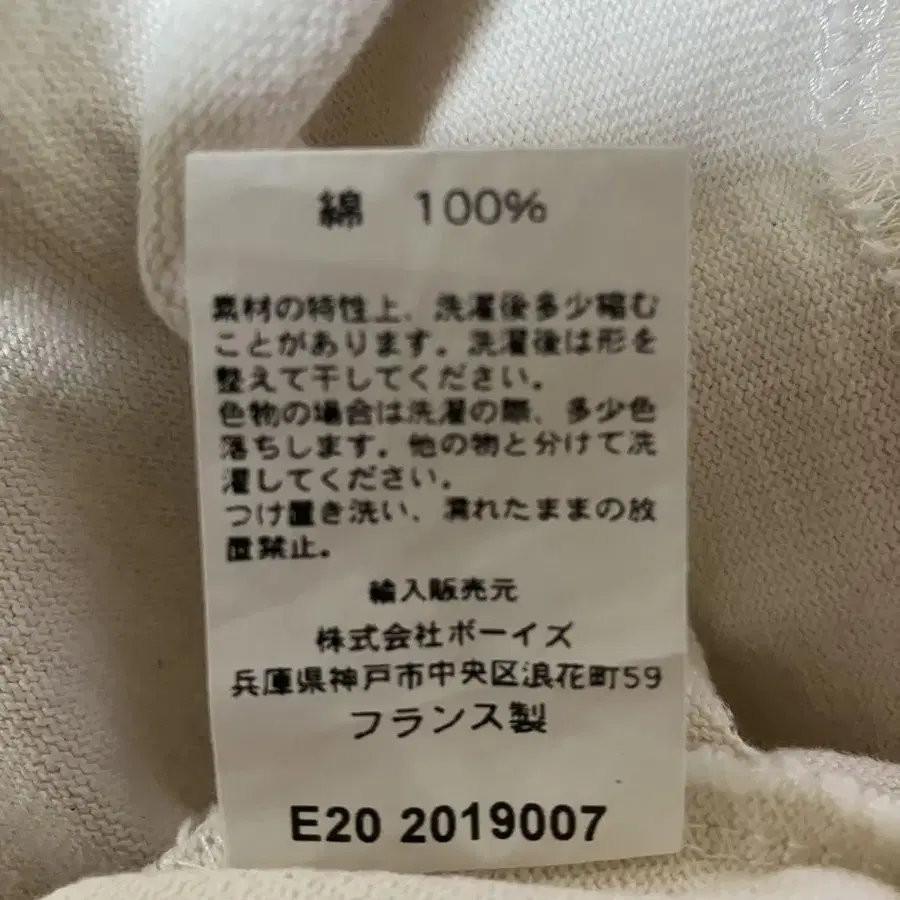 綿 100%
素材の特性上、洗濯後多少縮む
ことがあります。洗濯後は形を
整えて干してください。
色物の場合は洗濯の際、多少色
落ちします。他の物と分けて洗
濯してください。
つけ置き洗い、濡れたままの放
置禁止。
輸入販売元
株式会社ボーイズ
兵庫県神戸市中央区浪花町59
フランス製
E20 2019007